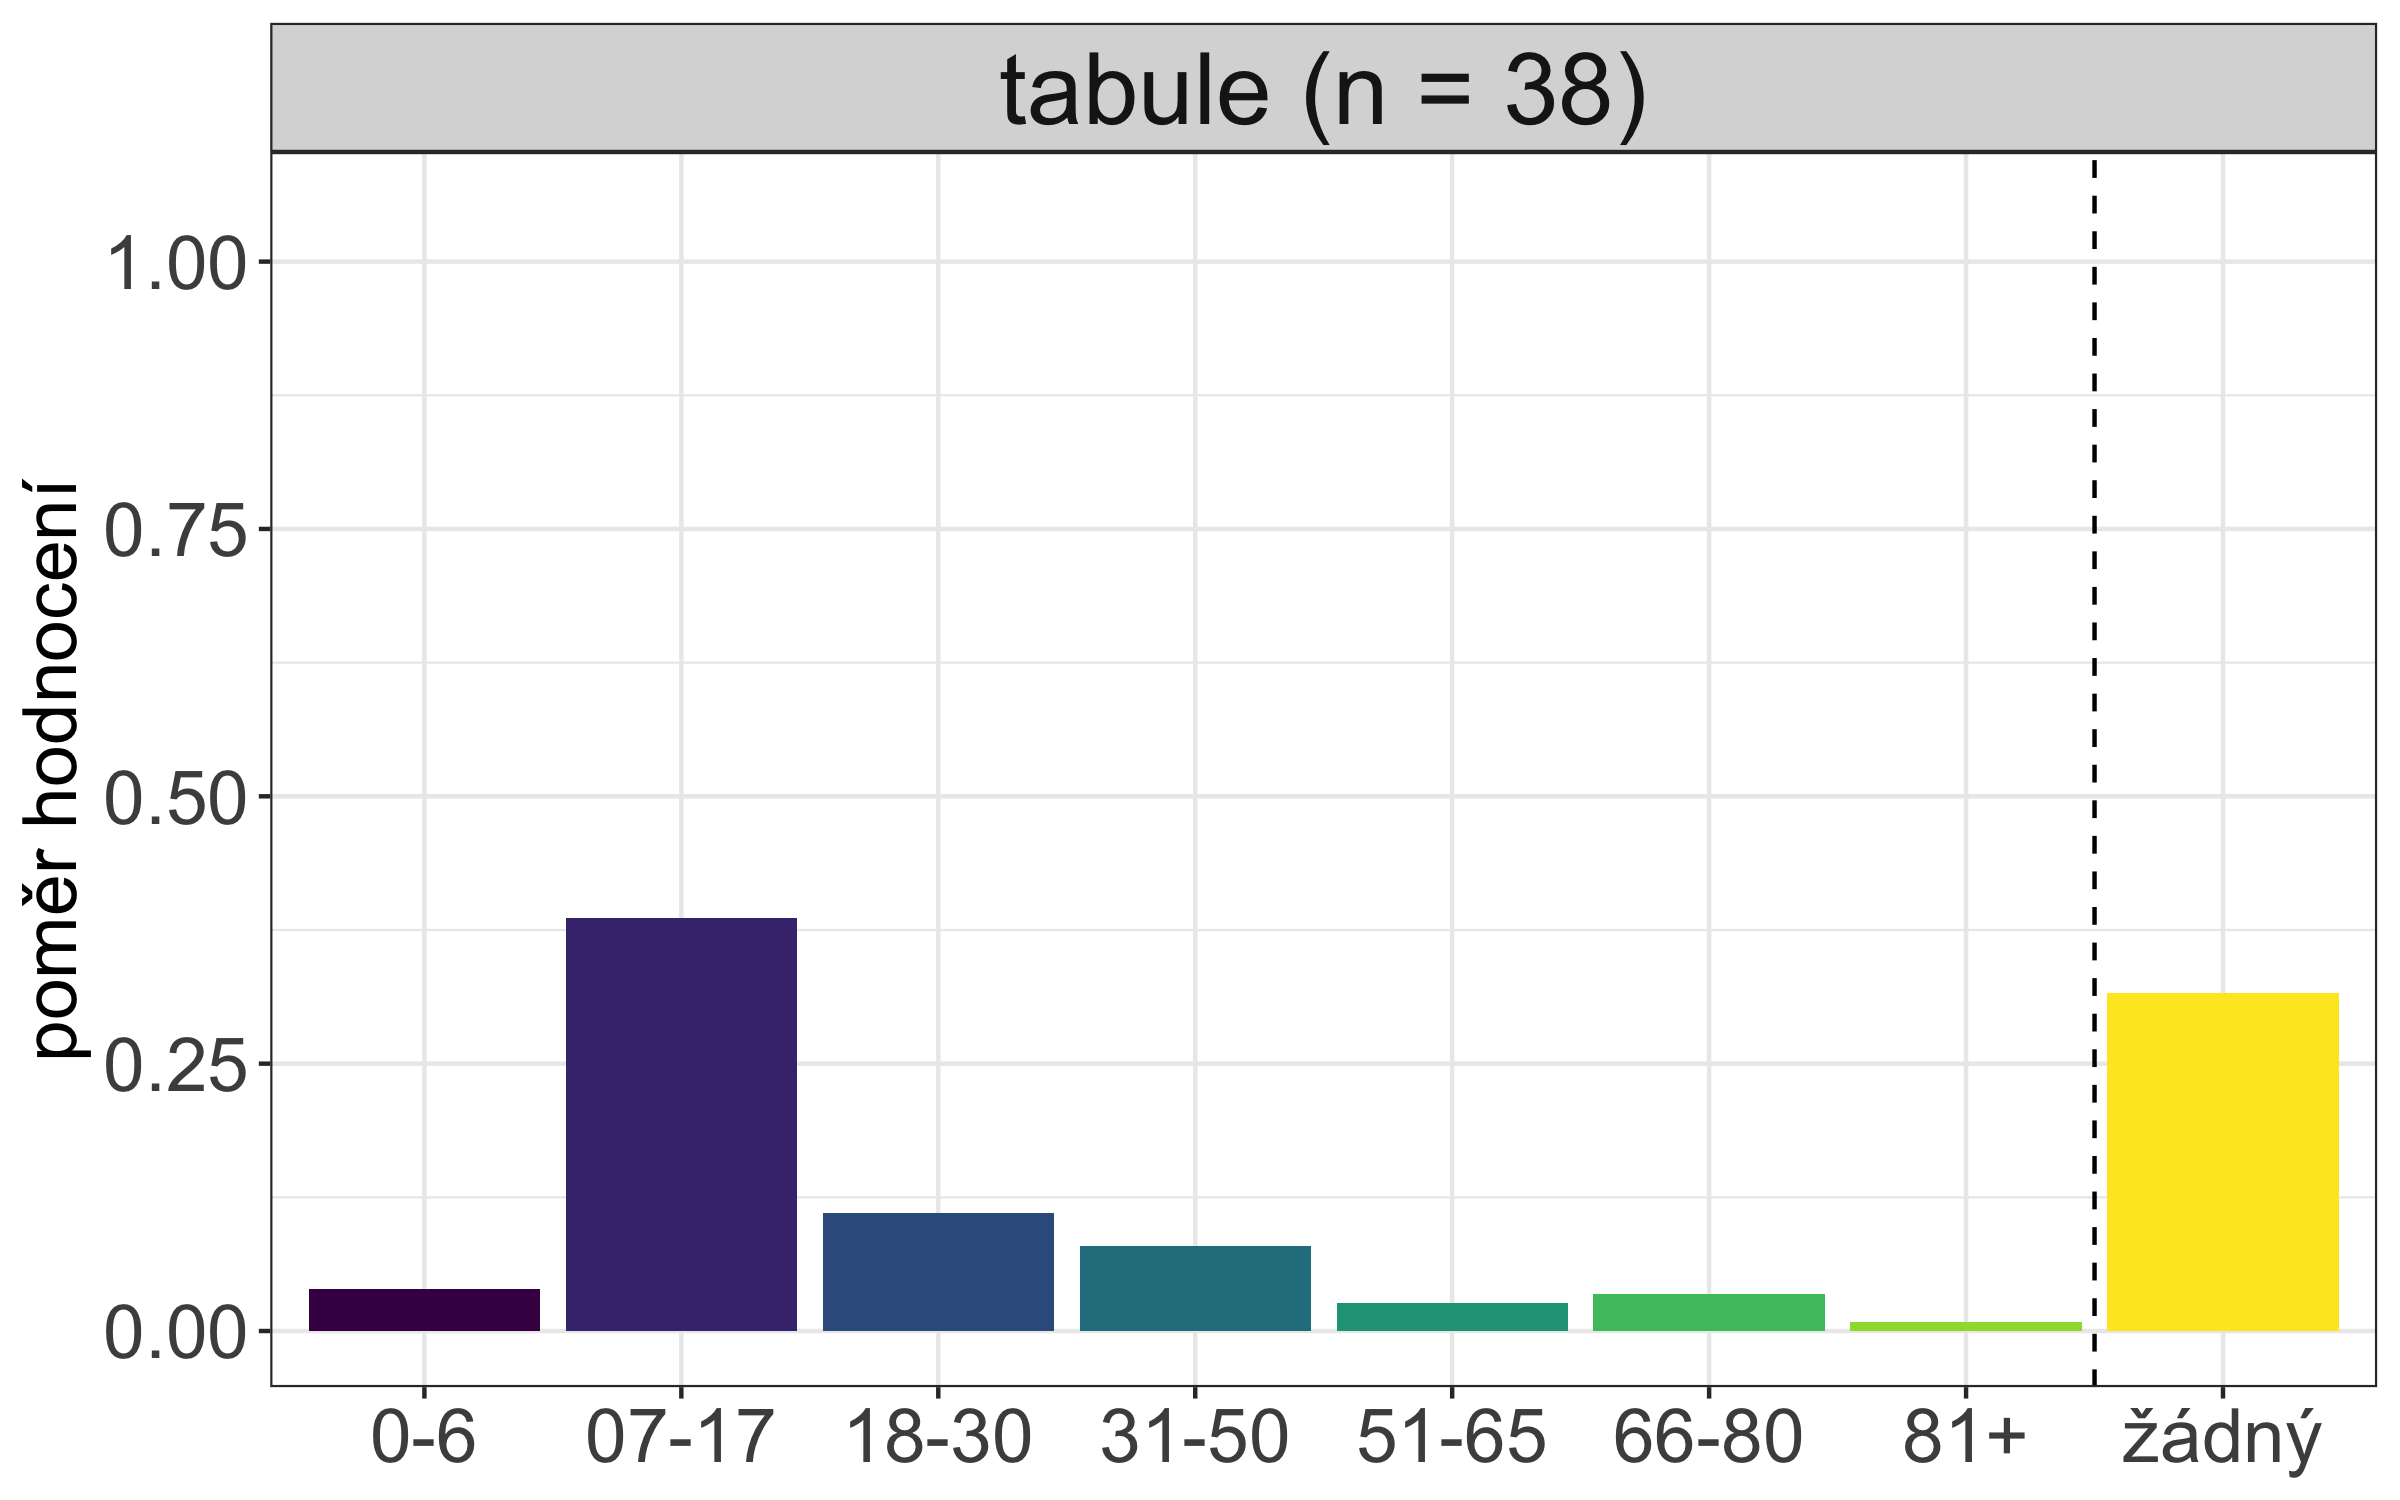 tabule (n = 38)
poměr hodnocení
1.00
0.75
0.50
0.25
0.00
0-6 07-17 18-30 31-50 51-65 66-80 81+ žádný